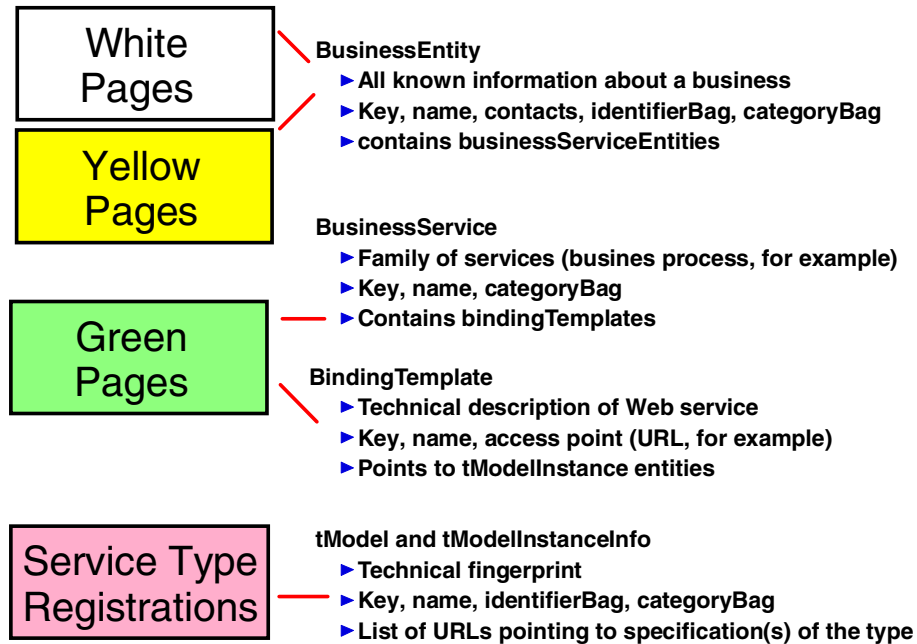 White
Pages
Yellow
Pages
Green
Pages
Service Type
Registrations
BusinessEntity
All known information about a business
Key, name, contacts, identifierBag, categoryBag
contains businessServiceEntities
BusinessService
Family of services (busines process, for example)
Key, name, categoryBag
Contains bindingTemplates
BindingTemplate
Technical description of Web service
Key, name, access point (URL, for example)
Points to tModelInstance entities
tModel and tModelInstanceInfo
Technical fingerprint
Key, name, identifierBag, categoryBag
List of URLs pointing to specification(s) of the type